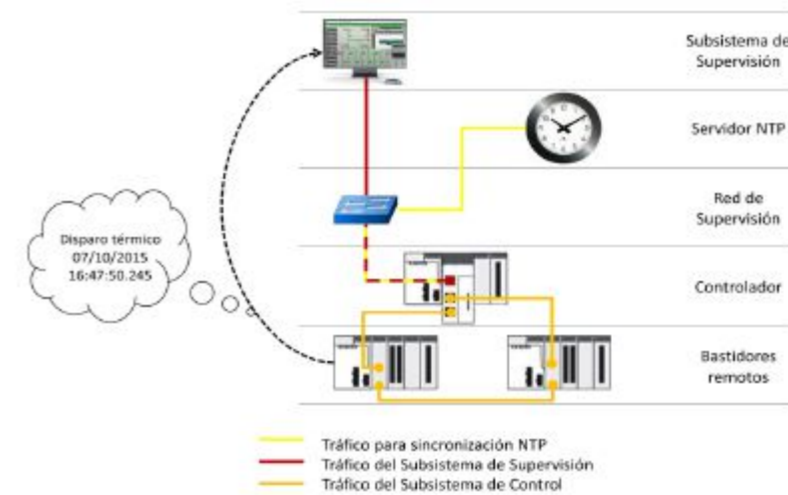 Subsistema de
Supervisión
Servidor NTP
Red de
Supervisión
Disparo térmico
07/10/2015
16:47:50.245
Controlador
Bastidores
remotos
Tráfico para sincronización NTP
Tráfico del Subsistema de Supervisión
Tráfico del Subsistema de Control